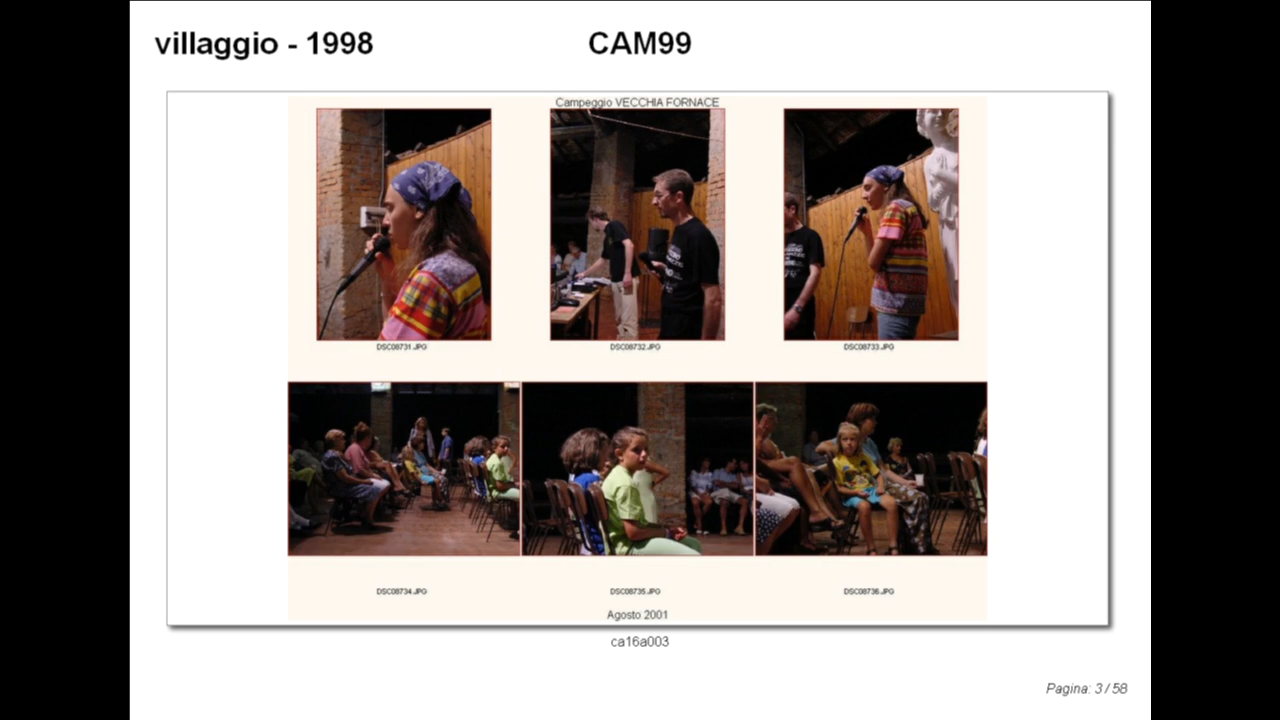 villaggio - 1998
CAM99
Campeggio VECCHIA FORNACE
DSC08731.JPG
DSC08732.JPG
DSC08733.JPG
DSC08734.JPG
DSC08735.JPG
DSC08736.JPG
Agosto 2001
ca16a003
Pagina: 3 / 58